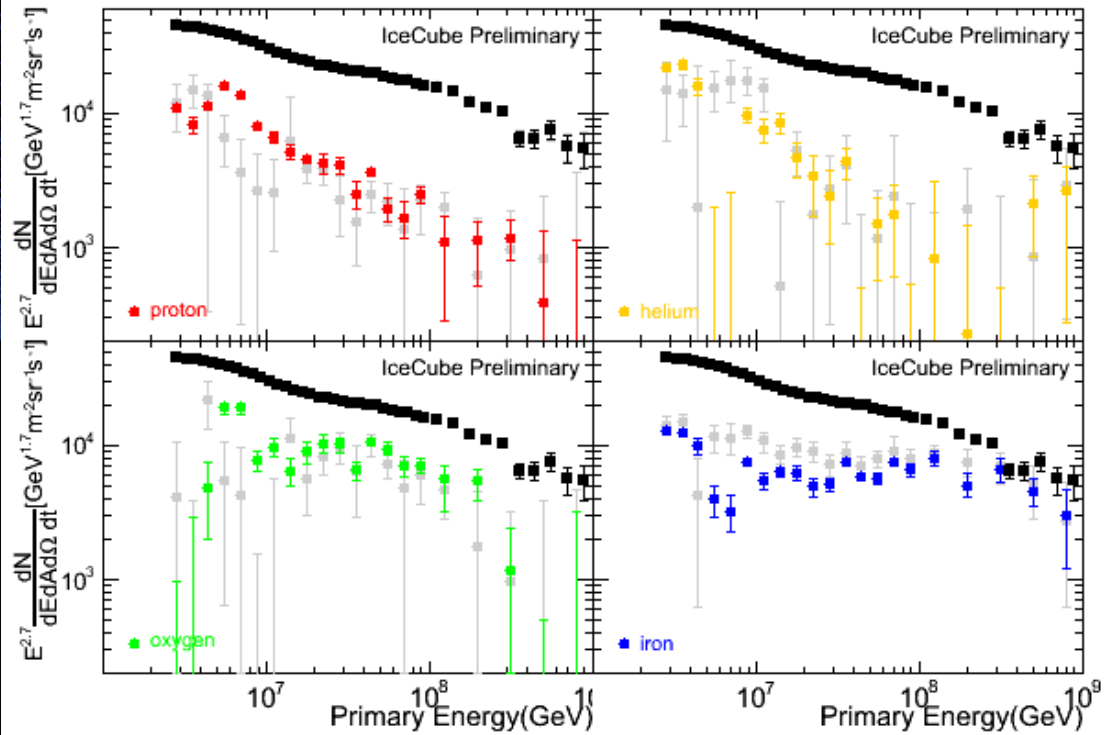 IceCube Preliminary
IceCube Preliminary
E^2.7 dN/dEdAdΩ dt [GeV^1.7 m^-2 sr^-1 s^-1]
10^4
10^3
proton
helium
IceCube Preliminary
IceCube Preliminary
E^2.7 dN/dEdAdΩ dt [GeV^1.7 m^-2 sr^-1 s^-1]
10^4
10^3
oxygen
iron
10^7 10^8 10 10^7 10^8 10^9
Primary Energy(GeV) Primary Energy(GeV)